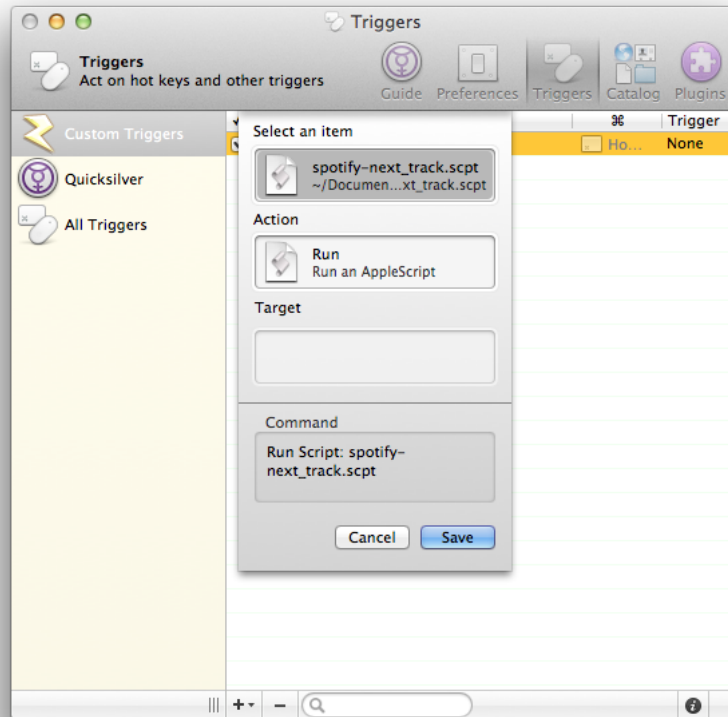 Triggers
Triggers
Act on hot keys and other triggers
Guide
Preferences
Triggers
Catalog
Plugins
⌘
Trigger
Custom Triggers
Quicksilver
All Triggers
Ho...
None
Select an item
spotify-next_track.scpt
~/Documen...xt_track.scpt
Action
Run
Run an AppleScript
Target
Command
Run Script: spotify-
next_track.scpt
Cancel
Save